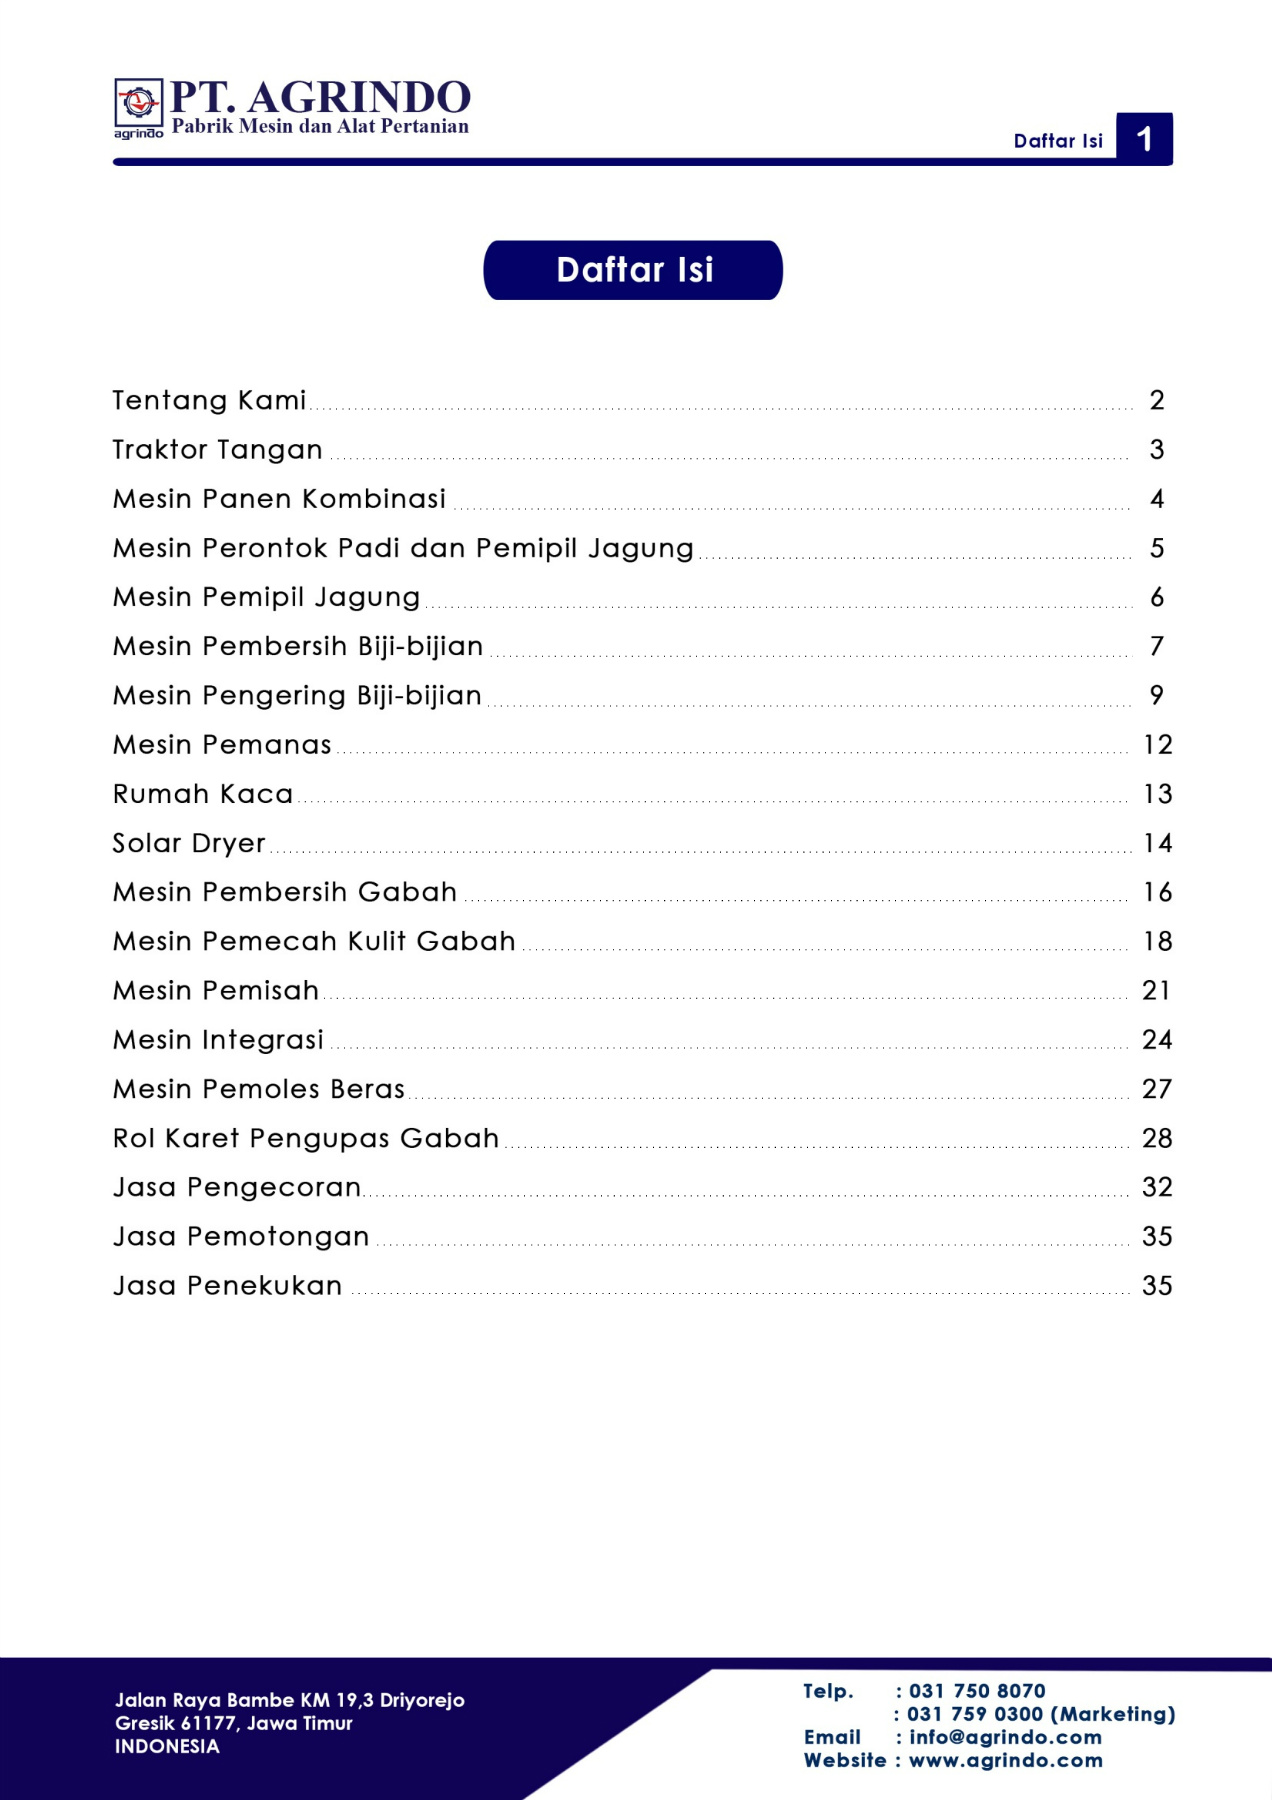 PT. AGRINDO
Pabrik Mesin dan Alat Pertanian
agrindo
Daftar Isi 1
Daftar Isi
Tentang Kami 2
Traktor Tangan 3
Mesin Panen Kombinasi 4
Mesin Perontok Padi dan Pemipil Jagung 5
Mesin Pemipil Jagung 6
Mesin Pembersih Biji-bijian 7
Mesin Pengering Biji-bijian 9
Mesin Pemanas 12
Rumah Kaca 13
Solar Dryer 14
Mesin Pembersih Gabah 16
Mesin Pemecah Kulit Gabah 18
Mesin Pemisah 21
Mesin Integrasi 24
Mesin Pemoles Beras 27
Rol Karet Pengupas Gabah 28
Jasa Pengecoran 32
Jasa Pemotongan 35
Jasa Penekukan 35
Jalan Raya Bambe KM 19,3 Driyorejo
Gresik 61177, Jawa Timur
INDONESIA
Telp. : 031 750 8070
: 031 759 0300 (Marketing)
Email : info@agrindo.com
Website : www.agrindo.com